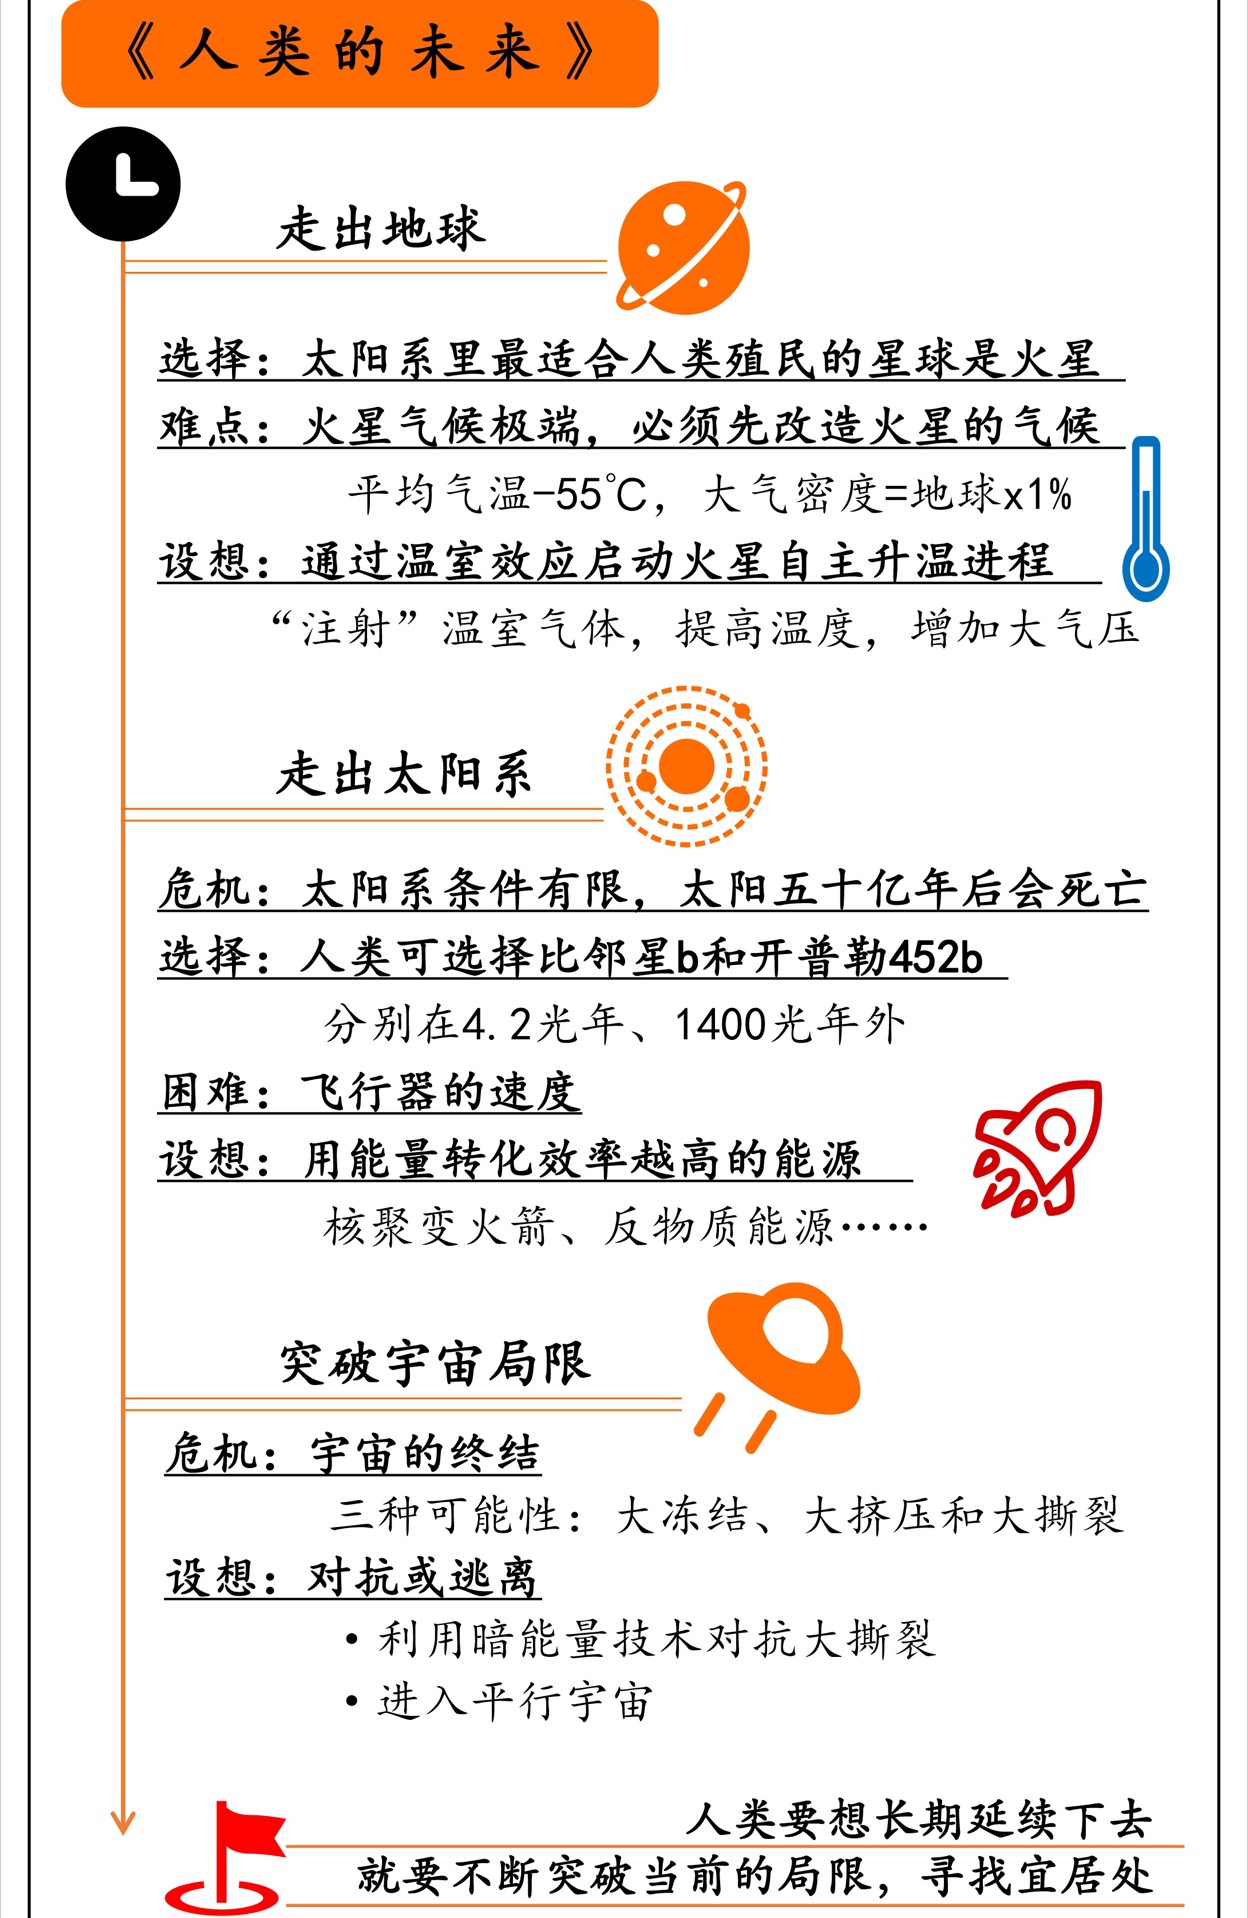 《人类的未来》
走出地球
选择：太阳系里最适合人类殖民的星球是火星
难点：火星气候极端，必须先改造火星的气候
平均气温-55℃，大气密度=地球x1%
设想：通过温室效应启动火星自主升温进程
“注射”温室气体，提高温度，增加大气压
走出太阳系
危机：太阳系条件有限，太阳五十亿年后会死亡
选择：人类可选择比邻星b和开普勒452b
分别在4.2光年、1400光年外
困难：飞行器的速度
设想：用能量转化效率越高的能源
核聚变火箭、反物质能源……
突破宇宙局限
危机：宇宙的终结
三种可能性：大冻结、大挤压和大撕裂
设想：对抗或逃离
• 利用暗能量技术对抗大撕裂
• 进入平行宇宙
人类要想长期延续下去
就要不断突破当前的局限，寻找宜居处